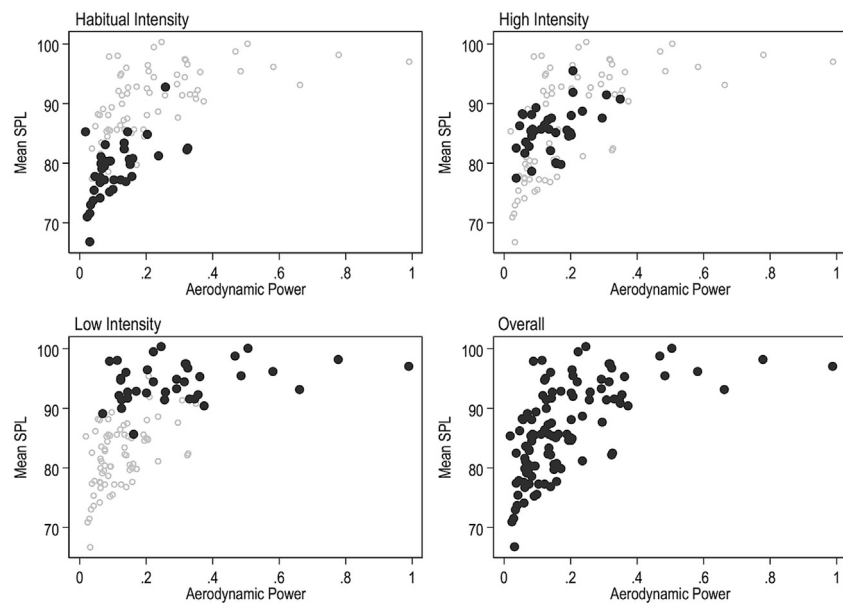 Habitual Intensity
100
90
80
70
Mean SPL
0 .2 .4 .6 .8 1
Aerodynamic Power
High Intensity
100
90
80
70
Mean SPL
0 .2 .4 .6 .8 1
Aerodynamic Power
Low Intensity
100
90
80
70
Mean SPL
0 .2 .4 .6 .8 1
Aerodynamic Power
Overall
100
90
80
70
Mean SPL
0 .2 .4 .6 .8 1
Aerodynamic Power